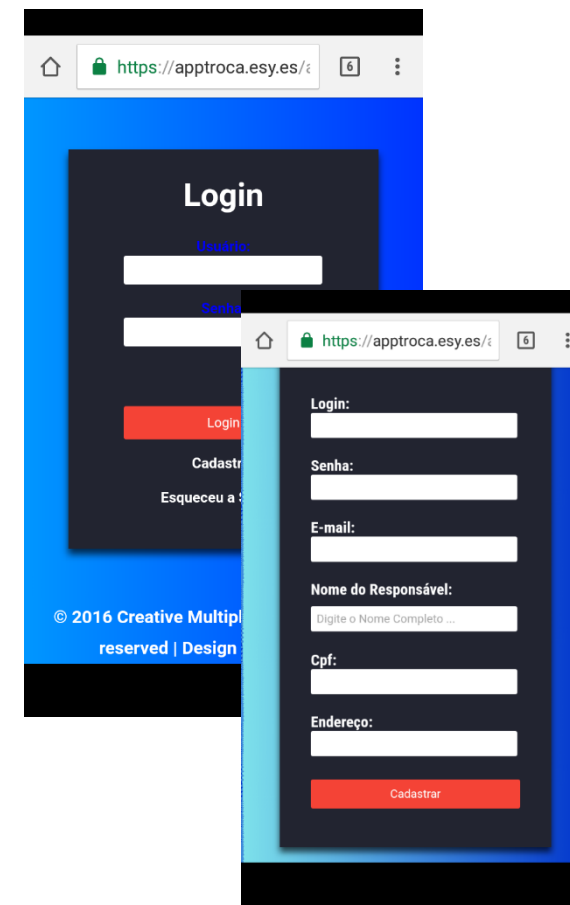 https://apptroca.esy.es/a
6
Login
Usuário:
Senha
Login
Cadastr
Esqueceu a
© 2016 Creative Multipl
reserved | Design
https://apptroca.esy.es/a
6
Login:
Senha:
E-mail:
Nome do Responsável:
Digite o Nome Completo ...
Cpf:
Endereço:
Cadastrar